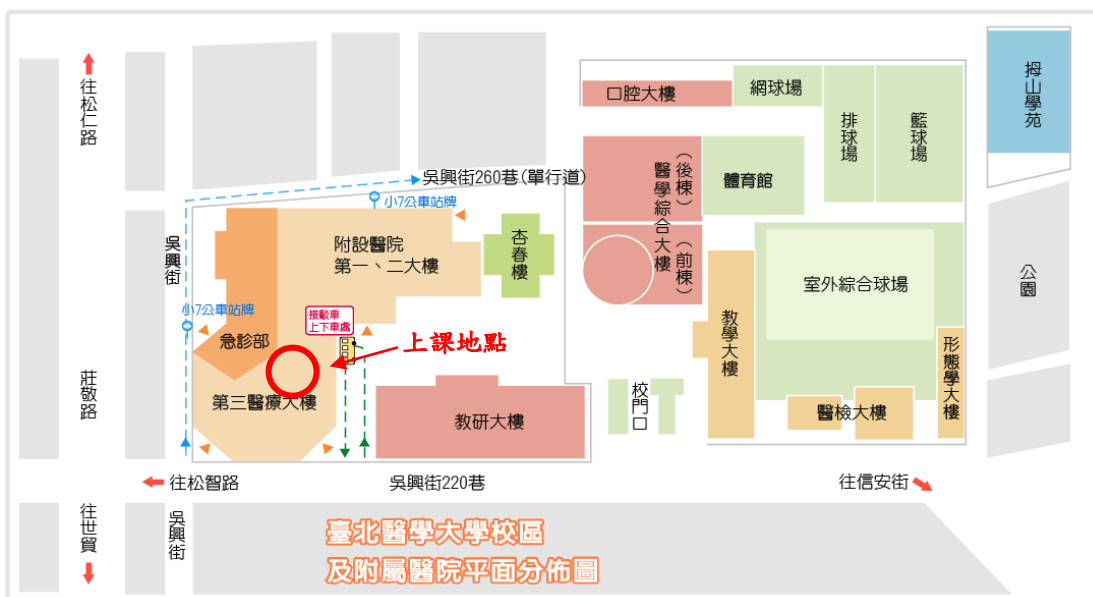 往松仁路
口腔大樓
網球場
排球場
籃球場
拇山學苑
吳興街260巷(單行道)
小7公車站牌
醫學綜合大樓
(後棟)
(前棟)
體育館
吳興街
附設醫院
第一、二大樓
杏春樓
室外綜合球場
公園
小7公車站牌
接駁車
上下車處
急診部
上課地點
教學大樓
形態學大樓
莊敬路
第三醫療大樓
教研大樓
校門口
醫檢大樓
往松智路
吳興街220巷
往信安街
往世貿
吳興街
臺北醫學大學校區
及附屬醫院平面分佈圖